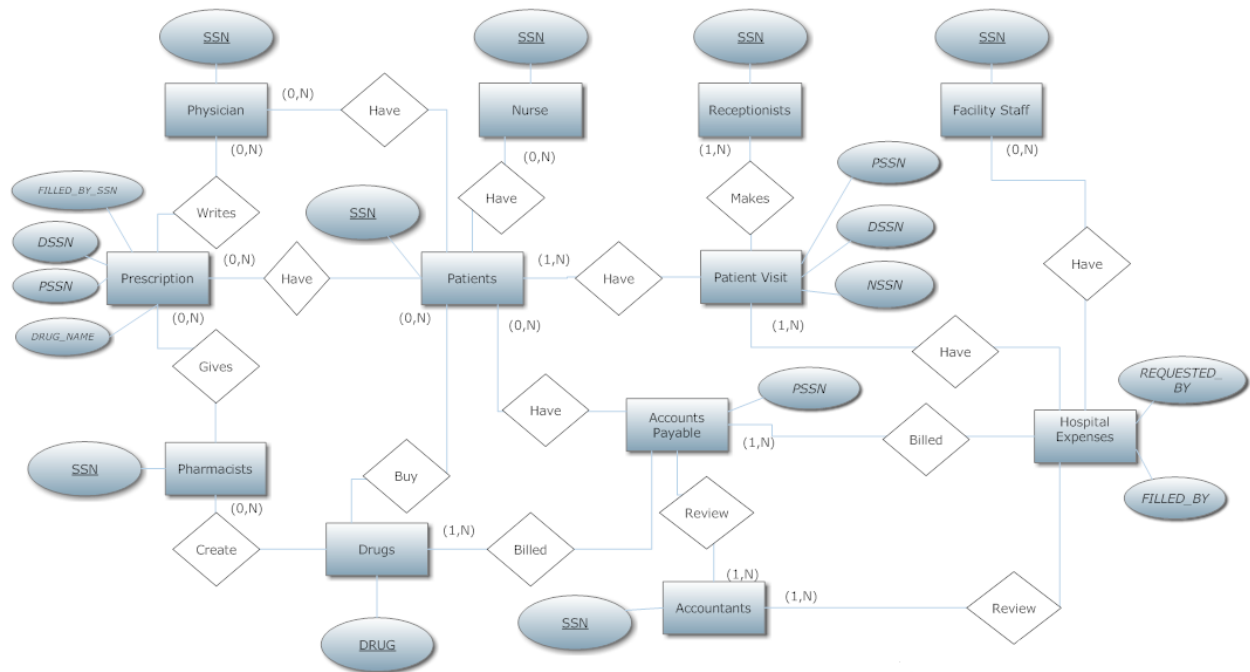 SSN
SSN
SSN
SSN
Physician
(0,N)
Have
Nurse
Receptionists
Facility Staff
(0,N)
(0,N)
(1,N)
(0,N)
PSSN
FILLED_BY_SSN
Writes
SSN
Have
Makes
DSSN
DSSN
Prescription
(0,N)
Have
Patients
(1,N)
Have
Patient Visit
Have
PSSN
NSSN
(0,N)
(0,N)
(0,N)
(1,N)
DRUG_NAME
Gives
Have
REQUESTED_
BY
PSSN
Have
Accounts
Payable
(1,N)
Billed
Hospital
Expenses
SSN
Pharmacists
Buy
FILLED_BY
(0,N)
(1,N)
Review
Create
Drugs
Billed
(1,N)
SSN
Accountants
(1,N)
Review
DRUG